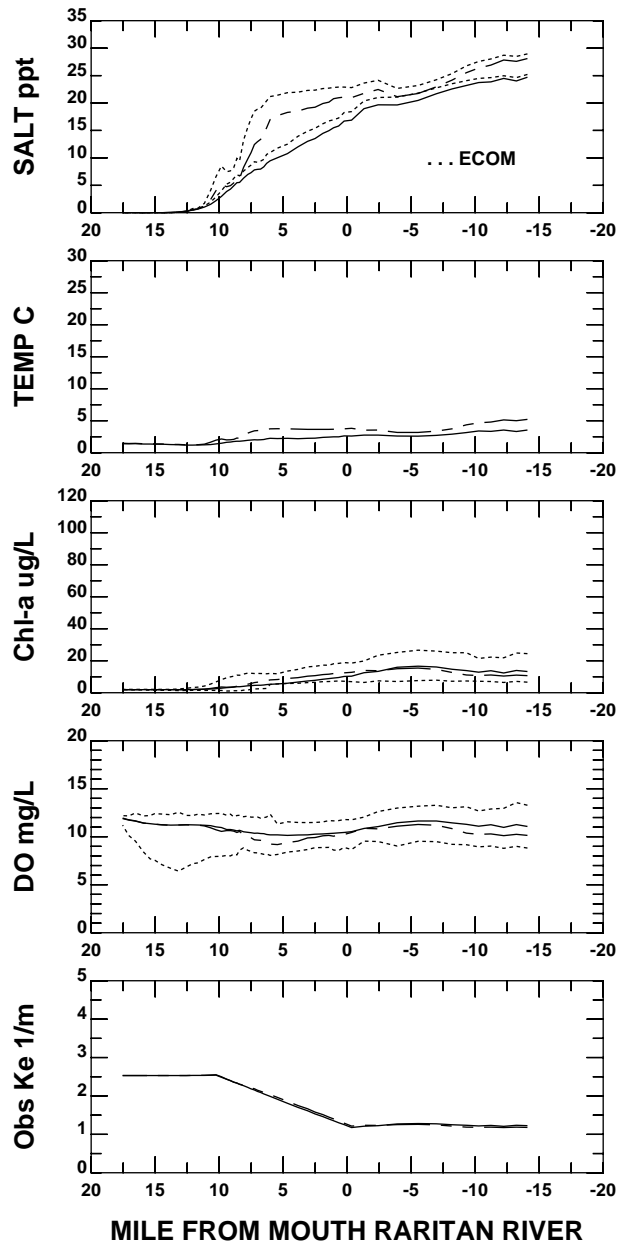 SALT ppt
35
30
25
20
15
10
5
0
. . . ECOM
20 15 10 5 0 -5 -10 -15 -20
TEMP C
30
25
20
15
10
5
0
20 15 10 5 0 -5 -10 -15 -20
Chl-a ug/L
120
100
80
60
40
20
0
20 15 10 5 0 -5 -10 -15 -20
DO mg/L
20
15
10
5
0
20 15 10 5 0 -5 -10 -15 -20
Obs Ke 1/m
5
4
3
2
1
0
20 15 10 5 0 -5 -10 -15 -20
MILE FROM MOUTH RARITAN RIVER